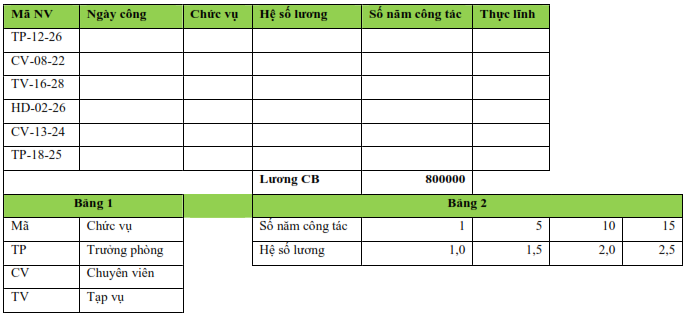 Mã NV Ngày công Chức vụ Hệ số lương Số năm công tác Thực lĩnh
TP-12-26
CV-08-22
TV-16-28
HD-02-26
CV-13-24
TP-18-25
Lương CB 800000
Bảng 1 Bảng 2
Mã Chức vụ Số năm công tác 1 5 10 15
TP Trưởng phòng Hệ số lương 1,0 1,5 2,0 2,5
CV Chuyên viên
TV Tạp vụ